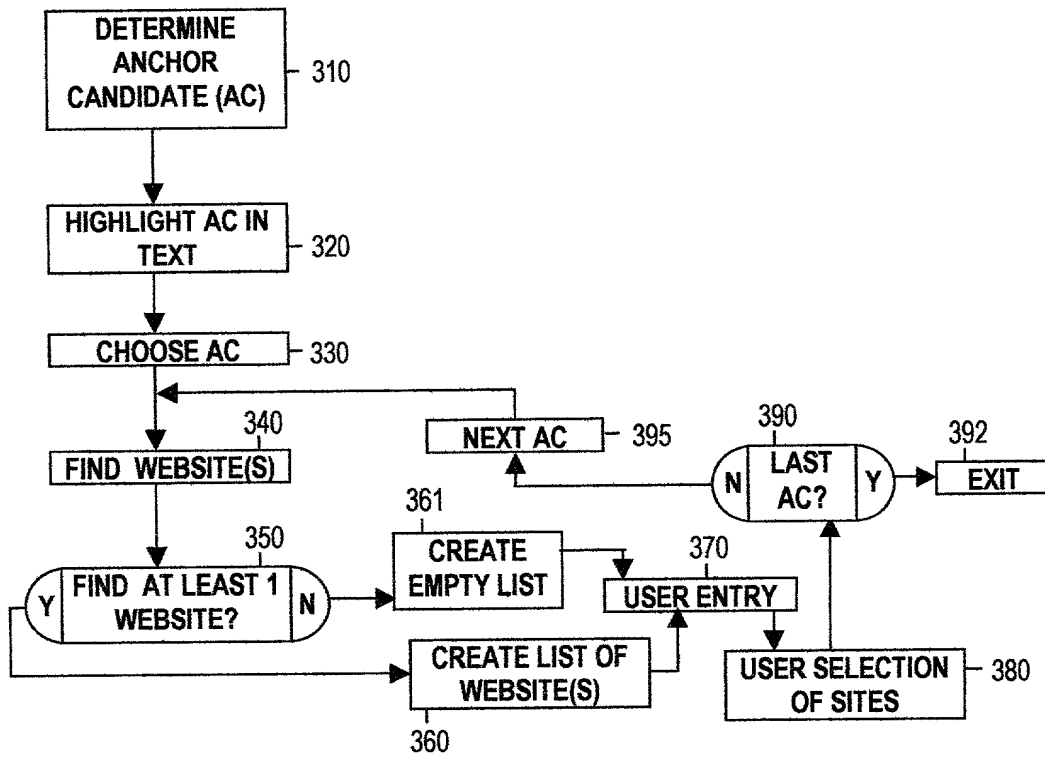 DETERMINE
ANCHOR
CANDIDATE (AC)
310
HIGHLIGHT AC IN
TEXT
320
CHOOSE AC
330
340
FIND WEBSITE(S)
NEXT AC
395
390
N
LAST
AC?
Y
392
EXIT
350
Y
FIND AT LEAST 1
WEBSITE?
N
361
CREATE
EMPTY LIST
370
USER ENTRY
CREATE LIST OF
WEBSITE(S)
360
USER SELECTION
OF SITES
380